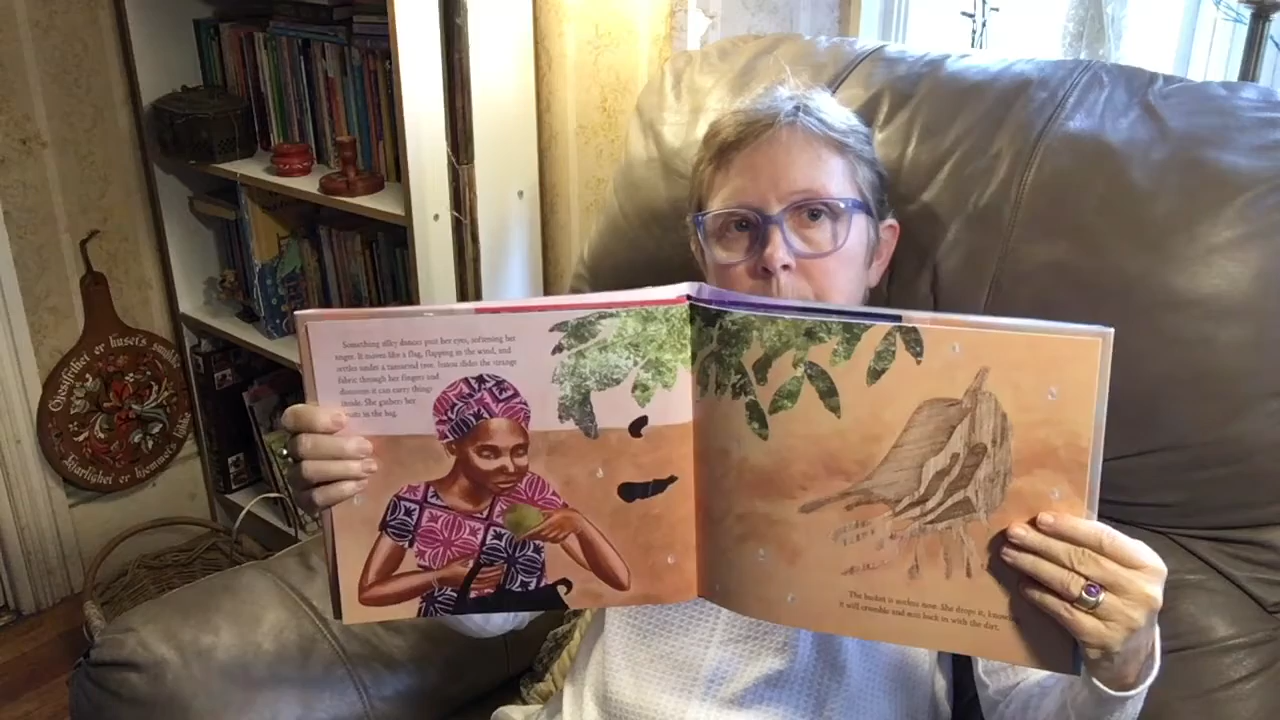 Something silky dances past her eyes, softening her
anger. It moves like a flag, flapping in the wind, and
settles under a tamarind tree. Isatou slides the strange
fabric through her fingers and
discovers it can carry things
inside. She gathers her
fruits in the bag.
The basket is useless now. She drops it, knowing
it will crumble and mix back in with the dirt.
Gjestfrihet er husets
Kjærlighet er hjemmets